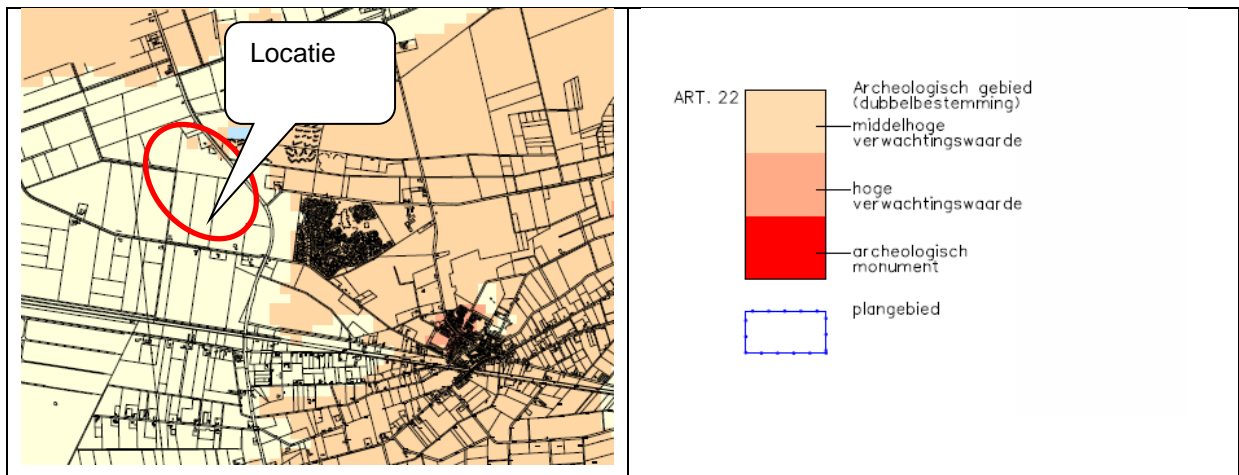 Locatie
ART. 22
Archeologisch gebied
(dubbelbestemming)
middelhoge
verwachtingswaarde
hoge
verwachtingswaarde
archeologisch
monument
plangebied